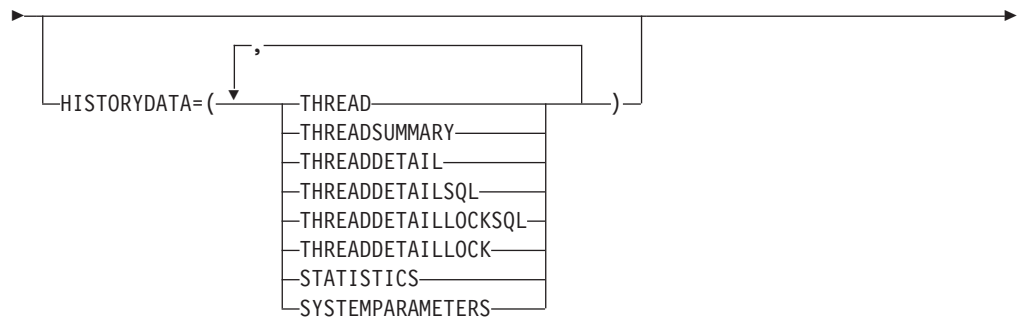 ,
HISTORYDATA=( THREAD )
THREADSUMMARY
THREADDETAIL
THREADDETAILSQL
THREADDETAILLOCKSQL
THREADDETAILLOCK
STATISTICS
SYSTEMPARAMETERS